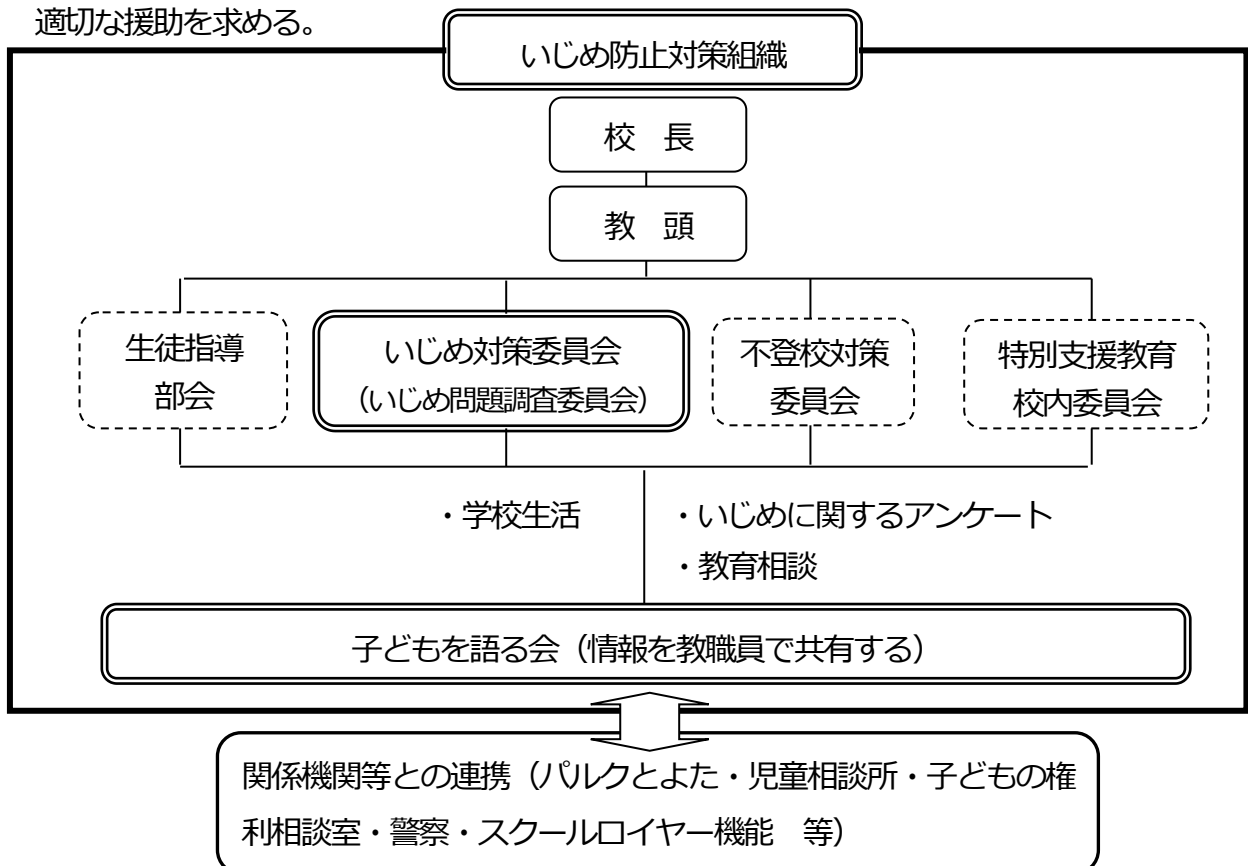 適切な援助を求める。
いじめ防止対策組織
校　長
教　頭
生徒指導
部会
いじめ対策委員会
（いじめ問題調査委員会）
不登校対策
委員会
特別支援教育
校内委員会
・学校生活
・いじめに関するアンケート
・教育相談
子どもを語る会（情報を教職員で共有する）
関係機関等との連携（パルクとよた・児童相談所・子どもの権
利相談室・警察・スクールロイヤー機能　等）